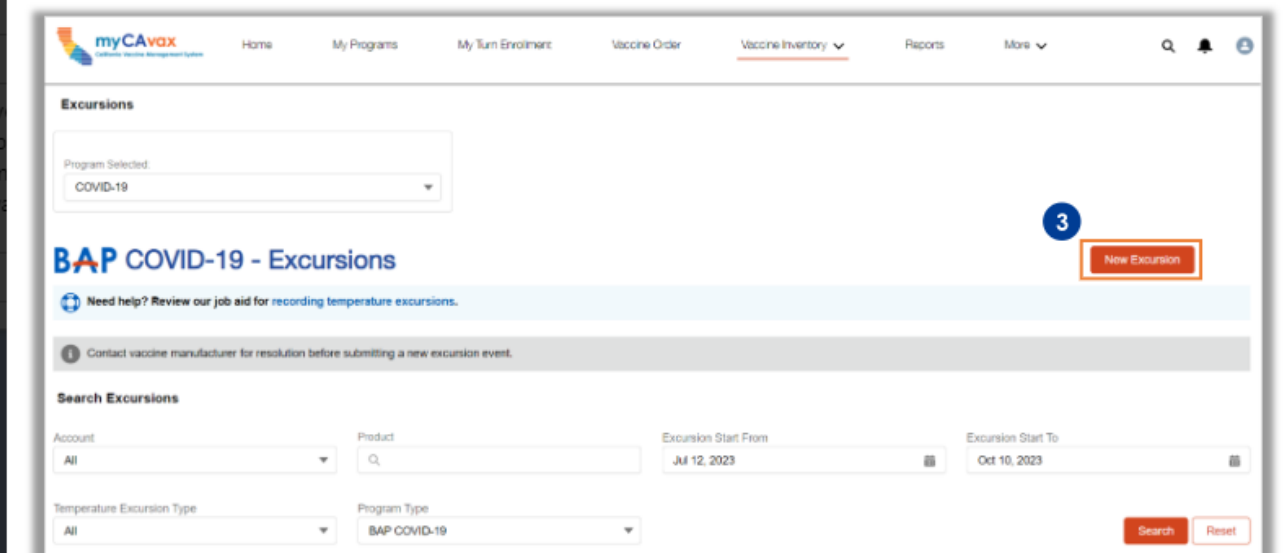 myCAvax
California Vaccine Management System
Home My Programs My Turn Enrollment Vaccine Order Vaccine Inventory Reports More
Excursions
Program Selected:
COVID-19
3
BAP COVID-19 - Excursions
New Excursion
Need help? Review our job aid for recording temperature excursions.
Contact vaccine manufacturer for resolution before submitting a new excursion event.
Search Excursions
Account Product Excursion Start From Excursion Start To
All Jul 12, 2023 Oct 10, 2023
Temperature Excursion Type Program Type
All BAP COVID-19 Search Reset